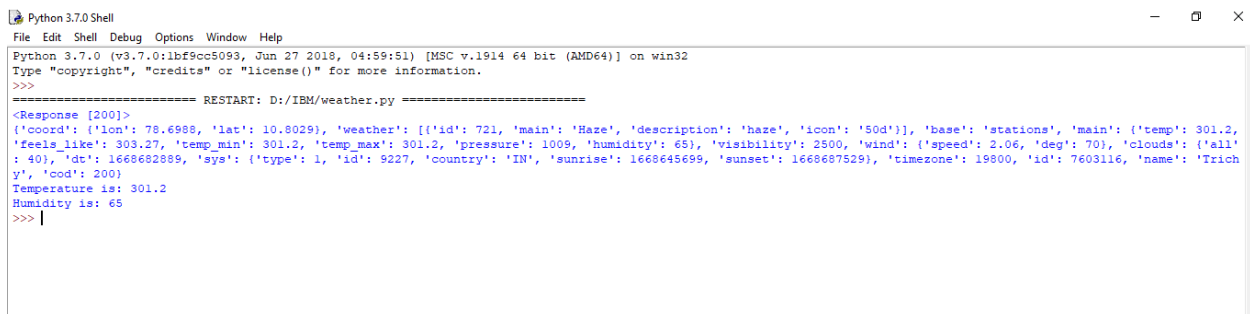 Python 3.7.0 Shell
File Edit Shell Debug Options Window Help
Python 3.7.0 (v3.7.0:1bf9cc5093, Jun 27 2018, 04:59:51) [MSC v.1914 64 bit (AMD64)] on win32
Type "copyright", "credits" or "license()" for more information.
>>>
========================= RESTART: D:/IBM/weather.py =========================
<Response [200]>
{'coord': {'lon': 78.6988, 'lat': 10.8029}, 'weather': [{'id': 721, 'main': 'Haze', 'description': 'haze', 'icon': '50d'}], 'base': 'stations', 'main': {'temp': 301.2,
'feels_like': 303.27, 'temp_min': 301.2, 'temp_max': 301.2, 'pressure': 1009, 'humidity': 65}, 'visibility': 2500, 'wind': {'speed': 2.06, 'deg': 70}, 'clouds': {'all'
: 40}, 'dt': 1668682889, 'sys': {'type': 1, 'id': 9227, 'country': 'IN', 'sunrise': 1668645699, 'sunset': 1668687529}, 'timezone': 19800, 'id': 7603116, 'name': 'Trich
y', 'cod': 200}
Temperature is: 301.2
Humidity is: 65
>>>